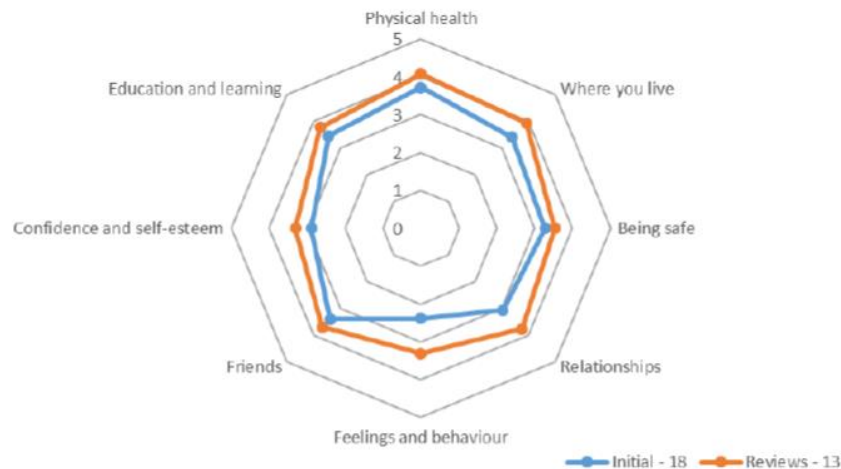 Physical health
5
4
3
2
1
0
Education and learning
Where you live
Confidence and self-esteem
Being safe
Friends
Relationships
Feelings and behaviour
Initial - 18
Reviews - 13